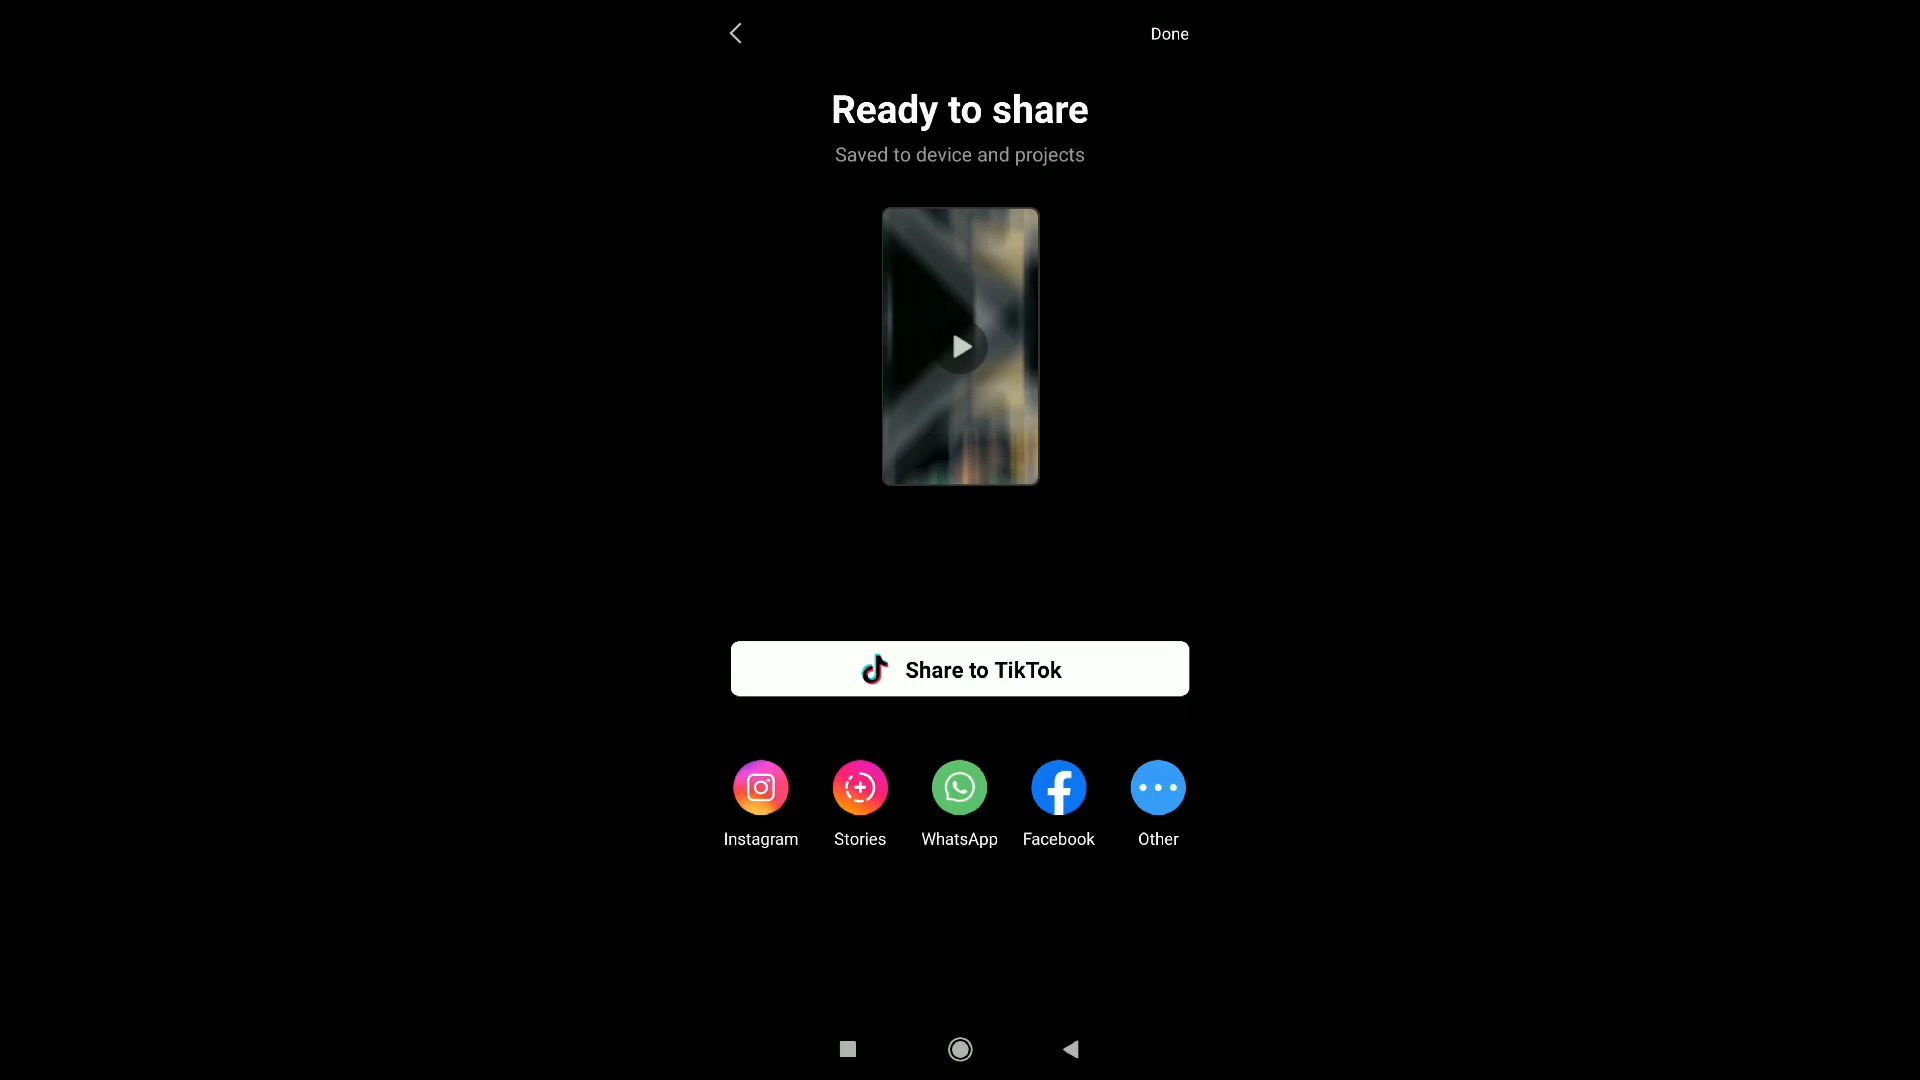 Done
Ready to share
Saved to device and projects
Share to TikTok
Instagram
Stories
WhatsApp
Facebook
Other